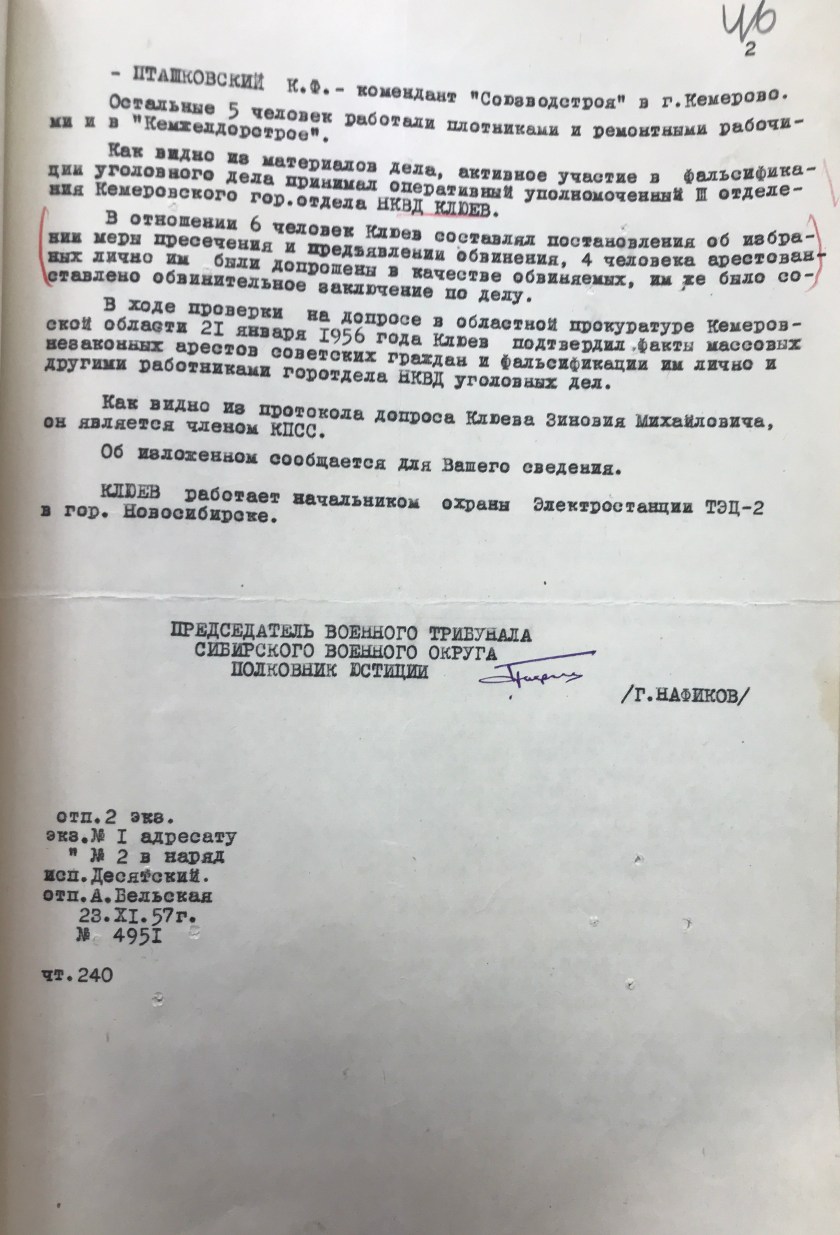 46
2
- ПТАШКОВСКИЙ К.Ф.- комендант "Союзводстроя" в г.Кемерово.
Остальные 5 человек работали плотниками и ремонтными рабочи-
ми и в "Кемжелдорстрое".
Как видно из материалов дела, активное участие в фальсифика-
ции уголовного дела принимал оперативный уполномоченный III отделе-
ния Кемеровского гор.отдела НКВД КЛЮЕВ.
В отношении 6 человек Клюев составлял постановления об избра-
нии меры пресечения и предъявлении обвинения, 4 человека арестован-
ных лично им были допрошены в качестве обвиняемых, им же было со-
ставлено обвинительное заключение по делу.
В ходе проверки на допросе в областной прокуратуре Кемеров-
ской области 21 января 1956 года Клюев подтвердил факты массовых
незаконных арестов советских граждан и фальсификации им лично и
другими работниками горотдела НКВД уголовных дел.
Как видно из протокола допроса Клюева Зиновия Михайловича,
он является членом КПСС.
Об изложенном сообщается для Вашего сведения.
КЛЮЕВ работает начальником охраны Электростанции ТЭЦ-2
в гор. Новосибирске.
ПРЕДСЕДАТЕЛЬ ВОЕННОГО ТРИБУНАЛА
СИБИРСКОГО ВОЕННОГО ОКРУГА
ПОЛКОВНИК ЮСТИЦИИ
/Г.НАФИКОВ/
отп.2 экз.
экз.№ I адресату
" № 2 в наряд
исп.Десятский.
отп.А.Бельская
23.XI.57г.
№ 4951
чт.240